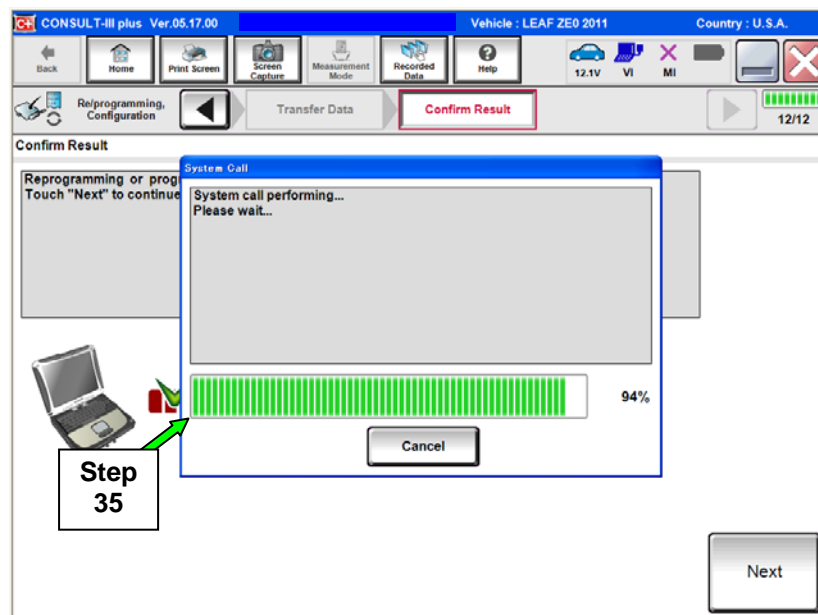 C+ CONSULT-III plus Ver.05.17.00 Vehicle : LEAF ZE0 2011 Country : U.S.A.
Back
Home
Print Screen
Screen
Capture
Measurement
Mode
Recorded
Data
Help
12.1V
VI
MI
Re/programming,
Configuration
Transfer Data
Confirm Result
12/12
Confirm Result
System Call
Reprogramming or prog
Touch "Next" to continue
System call performing...
Please wait...
94%
Cancel
Step
35
Next